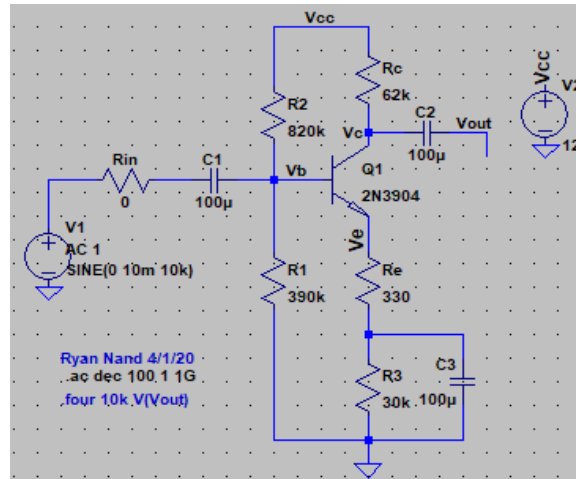 Vcc
Rc
62k
R2
820k
Vc
C2
100µ
Vout
Vcc
V2
12
Rin
0
C1
100µ
Vb
Q1
2N3904
V1
AC 1
SINE(0 10m 10k)
Ve
Re
330
R1
390k
Ryan Nand 4/1/20
.ac dec 100 1 1G
.four 10k V(Vout)
R3
30k
C3
100µ